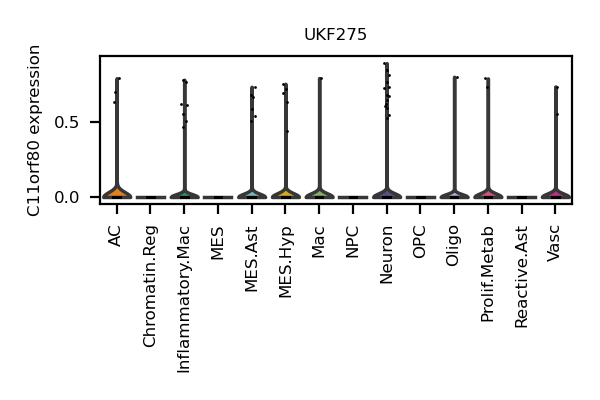 UKF275
C11orf80 expression
0.5
0.0
AC
Chromatin.Reg
Inflammatory.Mac
MES
MES.Ast
MES.Hyp
Mac
NPC
Neuron
OPC
Oligo
Prolif.Metab
Reactive.Ast
Vasc